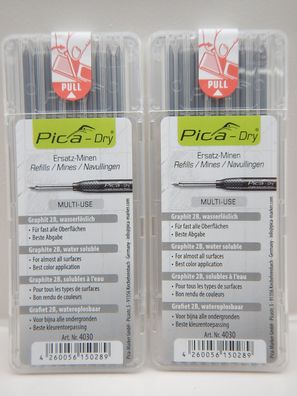 PULL
Pica-Dry
Ersatz-Minen
Refills / Mines / Navullingen
MULTI-USE
Graphit 2B, wasserlöslich
• Für fast alle Oberflächen
• Beste Abgabe
Graphite 2B, water soluble
• For almost all surfaces
• Best color application
Graphite 2B, solubles à l'eau
• Pour tous types de surfaces
• Bon rendu de couleurs
Grafiet 2B, wateroplosbaar
• Voor bijna alle ondergronden
• Beste kleurentoepassing
Art. Nr. 4030
4 260056 150289
PULL
Pica-Dry
Ersatz-Minen
Refills / Mines / Navullingen
MULTI-USE
Graphit 2B, wasserlöslich
• Für fast alle Oberflächen
• Beste Abgabe
Graphite 2B, water soluble
• For almost all surfaces
• Best color application
Graphite 2B, solubles à l'eau
• Pour tous types de surfaces
• Bon rendu de couleurs
Grafiet 2B, wateroplosbaar
• Voor bijna alle ondergronden
• Beste kleurentoepassing
Art. Nr. 4030
4 260056 150289